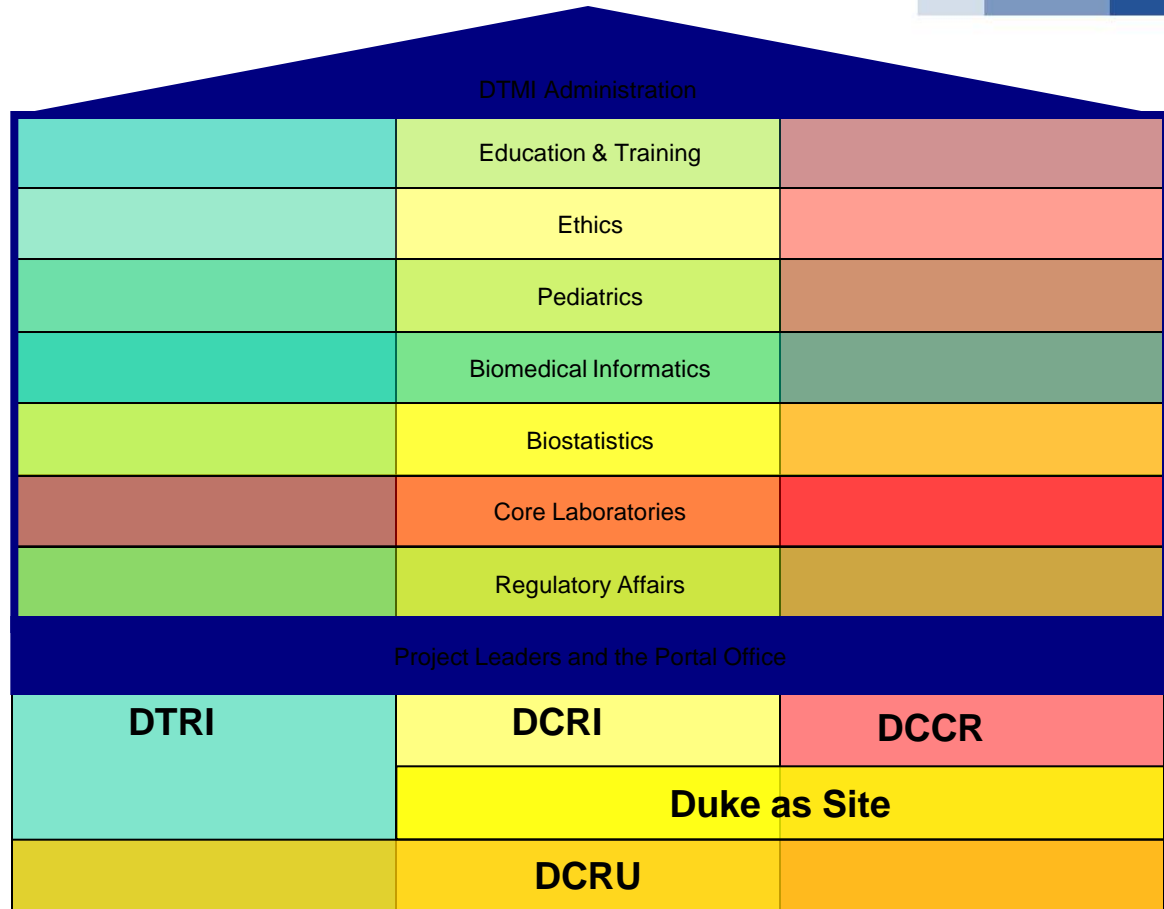 DTMI Administration
Education & Training
Ethics
Pediatrics
Biomedical Informatics
Biostatistics
Core Laboratories
Regulatory Affairs
Project Leaders and the Portal Office
DTRI DCRI DCCR
Duke as Site
DCRU